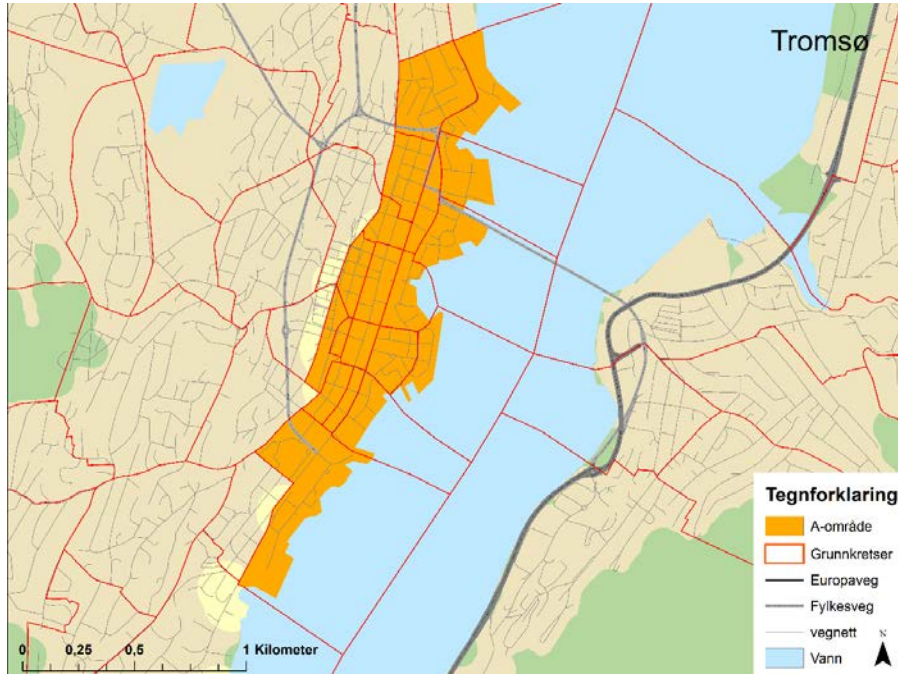 Tromsø
Tegnforklaring
A-område
Grunnkretser
Europaveg
Fylkesveg
vegnett
N
Vann
0 0,25 0,5 1 Kilometer